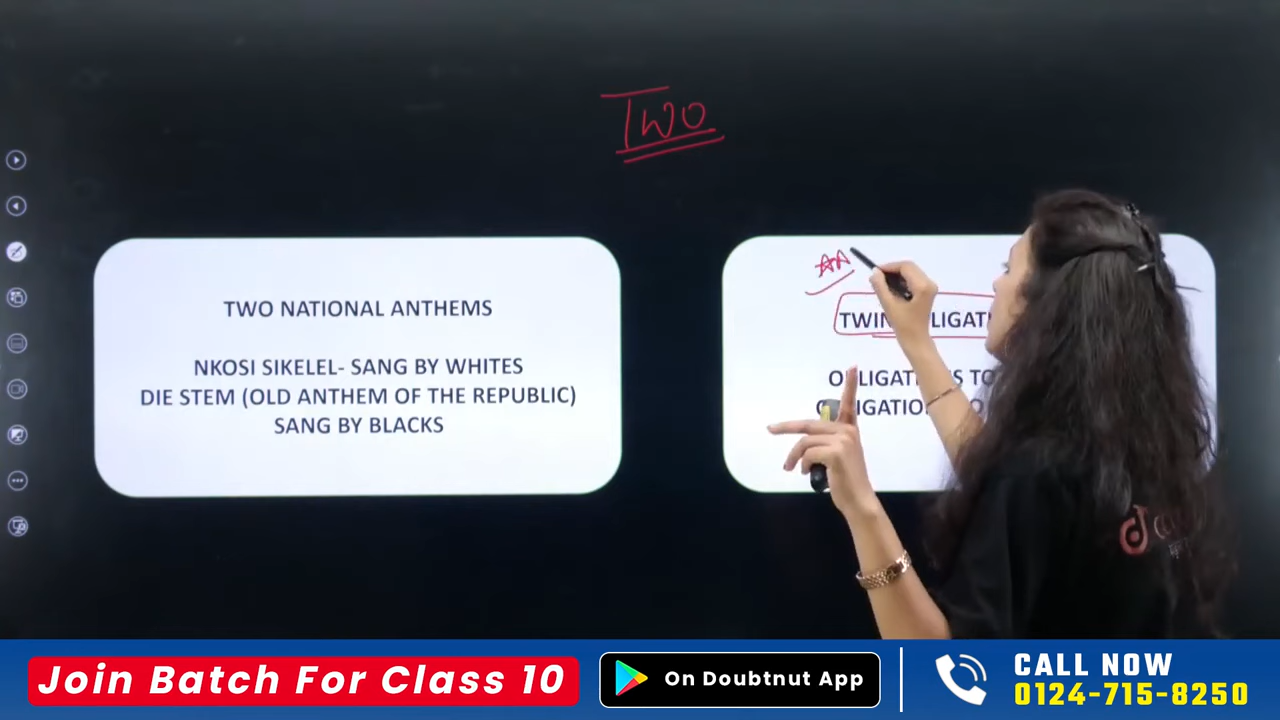 Two
TWO NATIONAL ANTHEMS
NKOSI SIKELEL- SANG BY WHITES
DIE STEM (OLD ANTHEM OF THE REPUBLIC)
SANG BY BLACKS
TWIN
Join Batch For Class 10
On Doubtnut App
CALL NOW
0124-715-8250